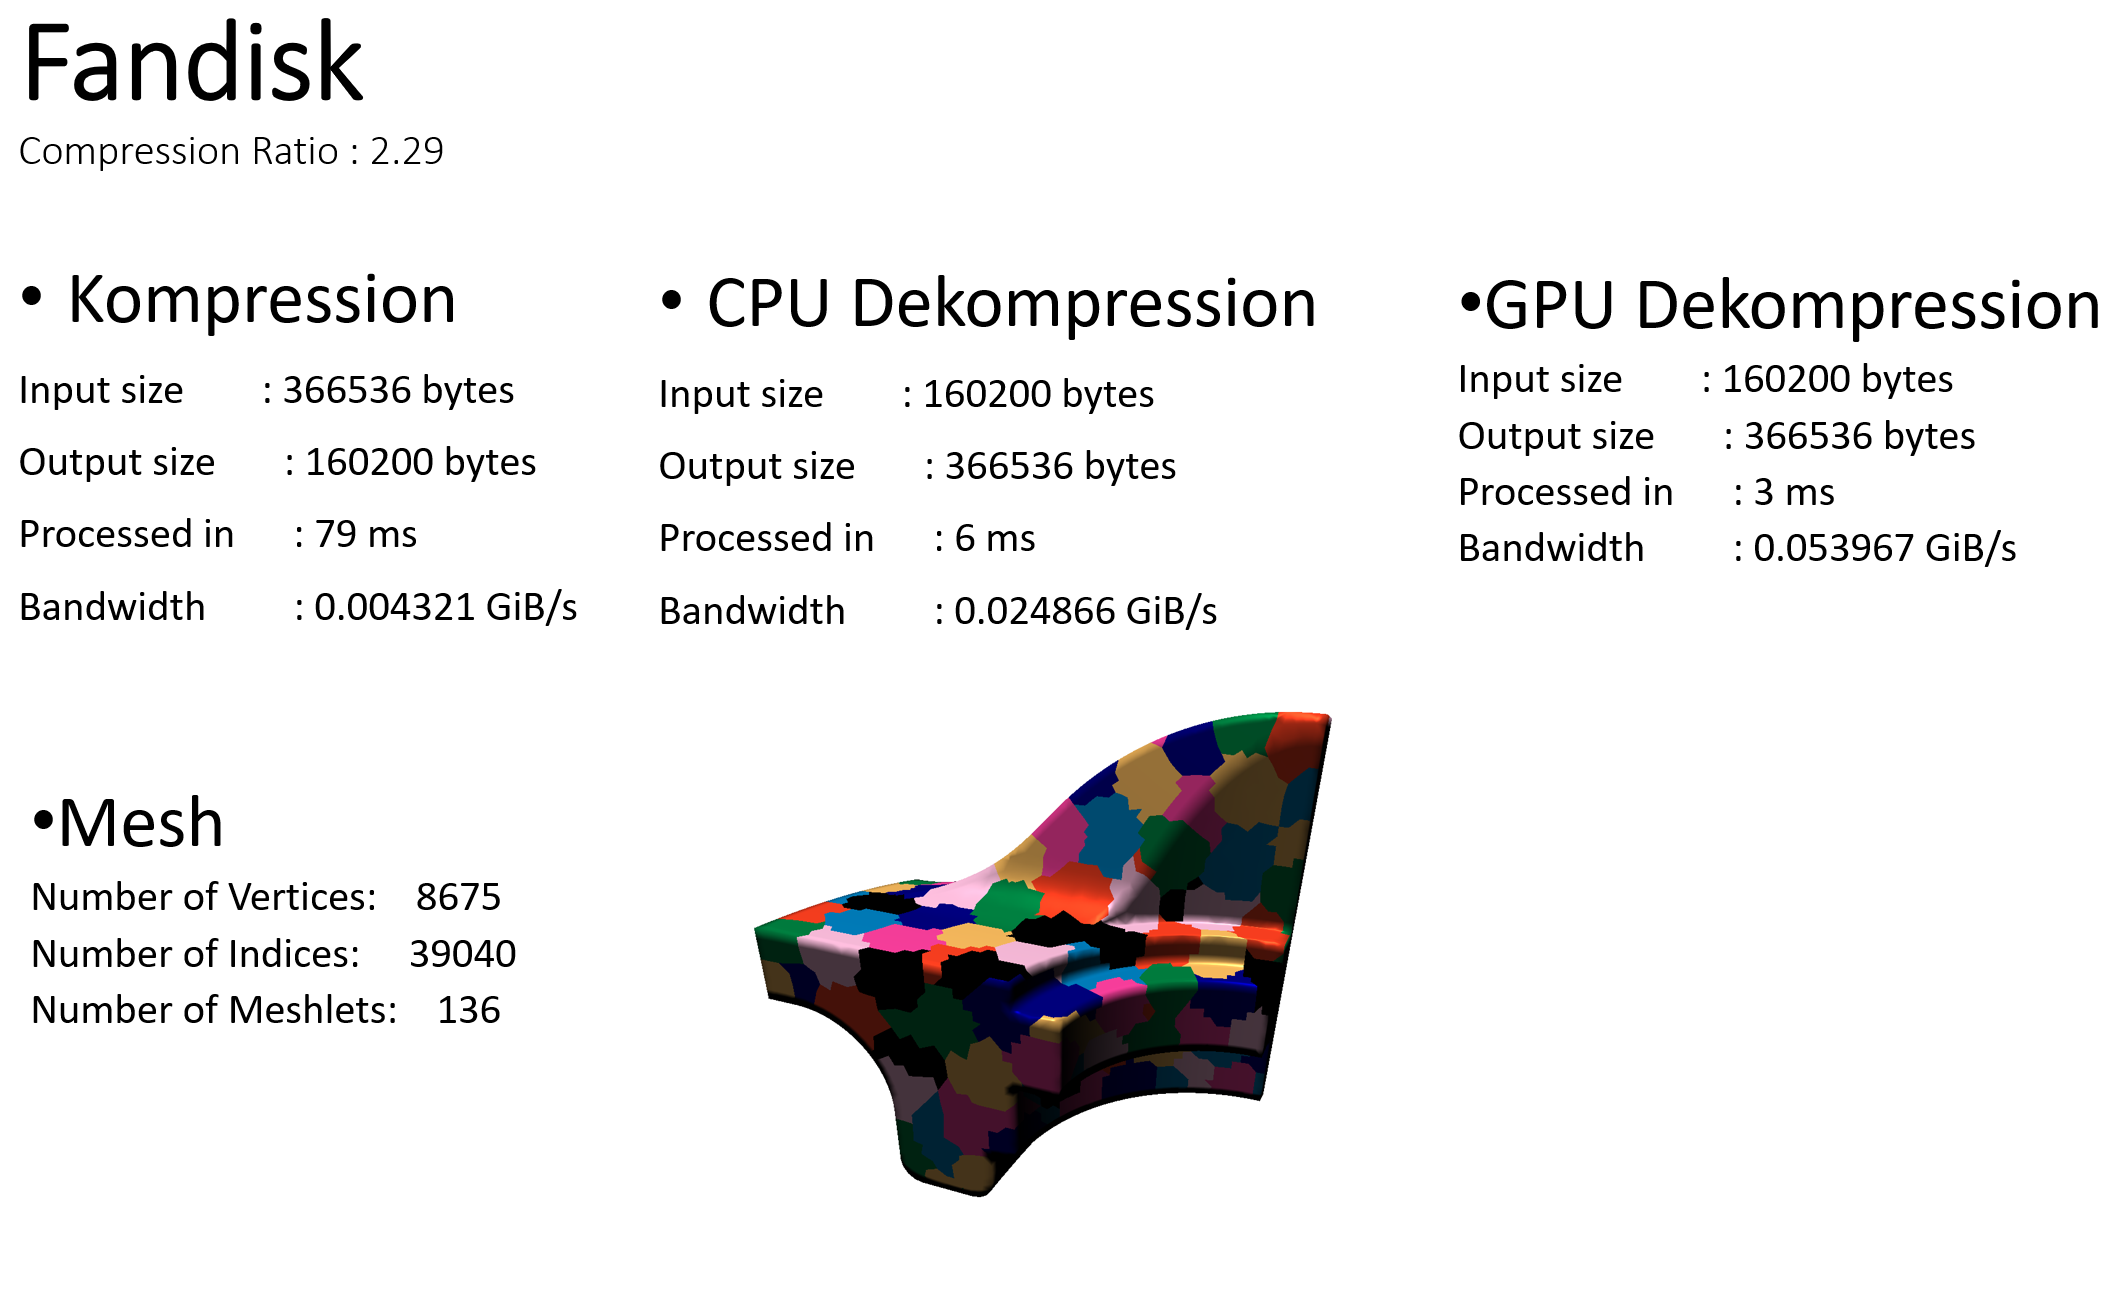 Fandisk
Compression Ratio : 2.29
• Kompression
Input size : 366536 bytes
Output size : 160200 bytes
Processed in : 79 ms
Bandwidth : 0.004321 GiB/s
• CPU Dekompression
Input size : 160200 bytes
Output size : 366536 bytes
Processed in : 6 ms
Bandwidth : 0.024866 GiB/s
•GPU Dekompression
Input size : 160200 bytes
Output size : 366536 bytes
Processed in : 3 ms
Bandwidth : 0.053967 GiB/s
•Mesh
Number of Vertices: 8675
Number of Indices: 39040
Number of Meshlets: 136